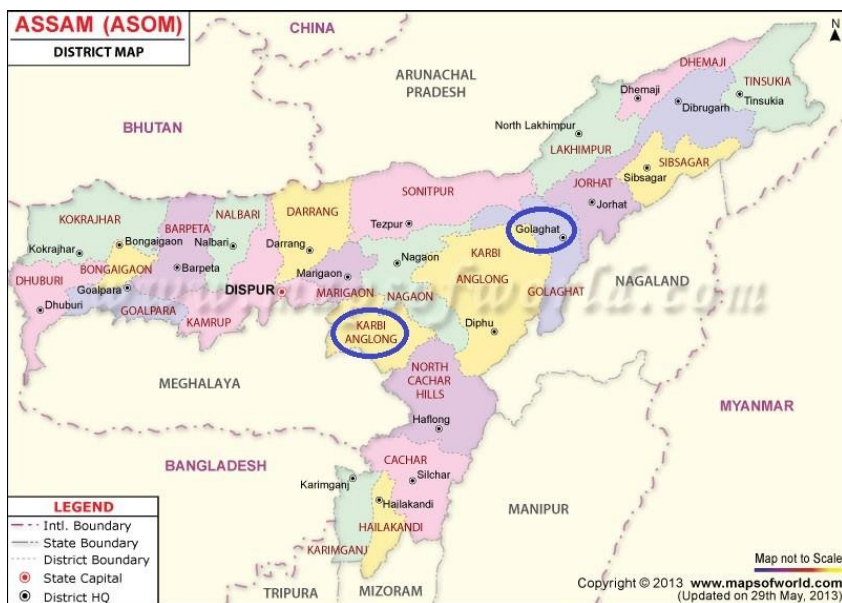 ASSAM (ASOM)
DISTRICT MAP
CHINA
N
BHUTAN
ARUNACHAL
PRADESH
DHEMAJI
Dhemaji
TINSUKIA
Tinsukia
Dibrugarh
North Lakhimpur
LAKHIMPUR
SIBSAGAR
Sibsagar
JORHAT
Jorhat
SONITPUR
Tezpur
KOKRAJHAR
Kokrajhar
BARPETA
Barpeta
NALBARI
Nalbari
DARRANG
Darrang
Bongaigaon
BONGAIGAON
Golaghat
GOLAGHAT
Marigaon
MARIGAON
Nagaon
NAGAON
KARBI
ANGLONG
Diphu
NAGALAND
DHUBURI
Dhuburi
Goalpara
GOALPARA
DISPUR
KAMRUP
www.mapsofworld.com
KARBI
ANGLONG
MEGHALAYA
NORTH
CACHAR
HILLS
Haflong
MYANMAR
BANGLADESH
CACHAR
Silchar
Karimganj
Hailakandi
HAILAKANDI
KARIMGANJ
MANIPUR
TRIPURA
MIZORAM
LEGEND
Intl. Boundary
State Boundary
District Boundary
State Capital
District HQ
Map not to Scale
Copyright © 2013 www.mapsofworld.com
(Updated on 29th May, 2013)